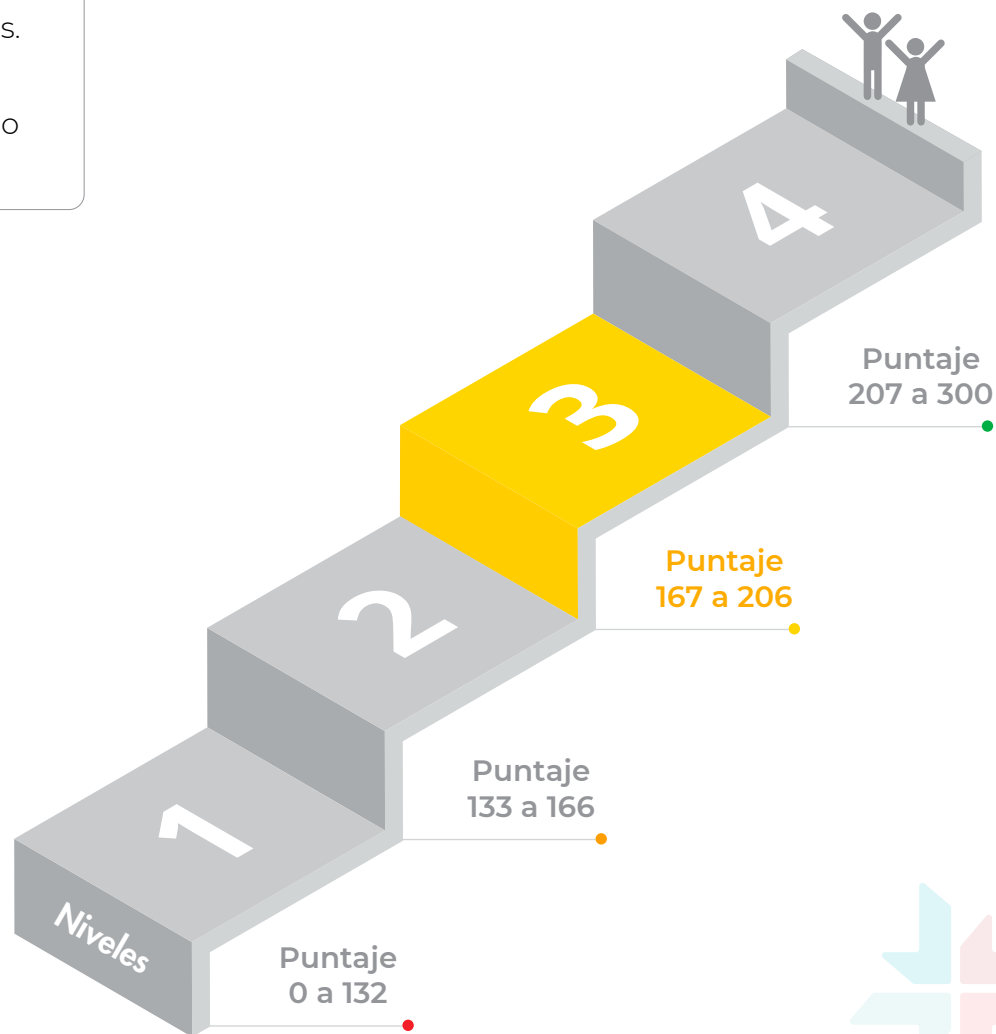 s.
o
4
Puntaje
207 a 300
3
Puntaje
167 a 206
2
Puntaje
133 a 166
1
Niveles
Puntaje
0 a 132